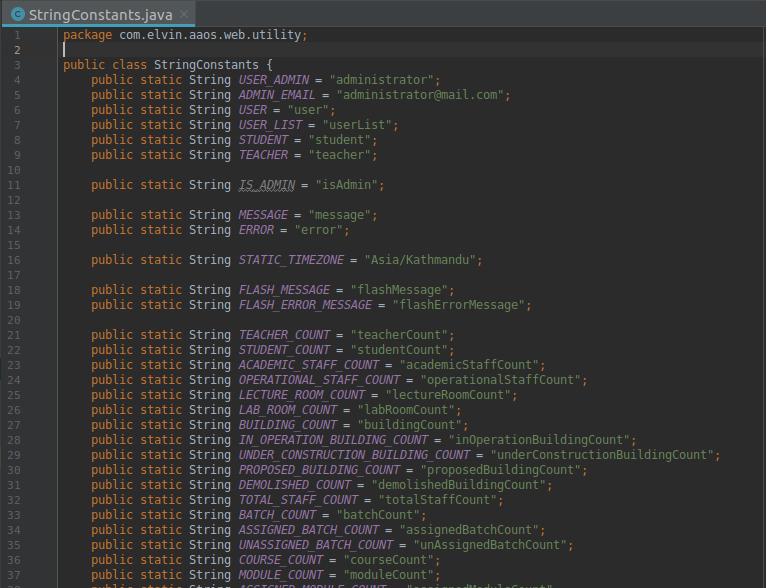 StringConstants.java
1 package com.elvin.aaos.web.utility;
2
3 public class StringConstants {
4 public static String USER_ADMIN = "administrator";
5 public static String ADMIN_EMAIL = "administrator@mail.com";
6 public static String USER = "user";
7 public static String USER_LIST = "userList";
8 public static String STUDENT = "student";
9 public static String TEACHER = "teacher";
10
11 public static String IS_ADMIN = "isAdmin";
12
13 public static String MESSAGE = "message";
14 public static String ERROR = "error";
15
16 public static String STATIC_TIMEZONE = "Asia/Kathmandu";
17
18 public static String FLASH_MESSAGE = "flashMessage";
19 public static String FLASH_ERROR_MESSAGE = "flashErrorMessage";
20
21 public static String TEACHER_COUNT = "teacherCount";
22 public static String STUDENT_COUNT = "studentCount";
23 public static String ACADEMIC_STAFF_COUNT = "academicStaffCount";
24 public static String OPERATIONAL_STAFF_COUNT = "operationalStaffCount";
25 public static String LECTURE_ROOM_COUNT = "lectureRoomCount";
26 public static String LAB_ROOM_COUNT = "labRoomCount";
27 public static String BUILDING_COUNT = "buildingCount";
28 public static String IN_OPERATION_BUILDING_COUNT = "inOperationBuildingCount";
29 public static String UNDER_CONSTRUCTION_BUILDING_COUNT = "underConstructionBuildingCount";
30 public static String PROPOSED_BUILDING_COUNT = "proposedBuildingCount";
31 public static String DEMOLISHED_COUNT = "demolishedBuildingCount";
32 public static String TOTAL_STAFF_COUNT = "totalStaffCount";
33 public static String BATCH_COUNT = "batchCount";
34 public static String ASSIGNED_BATCH_COUNT = "assignedBatchCount";
35 public static String UNASSIGNED_BATCH_COUNT = "unAssignedBatchCount";
36 public static String COURSE_COUNT = "courseCount";
37 public static String MODULE_COUNT = "moduleCount";